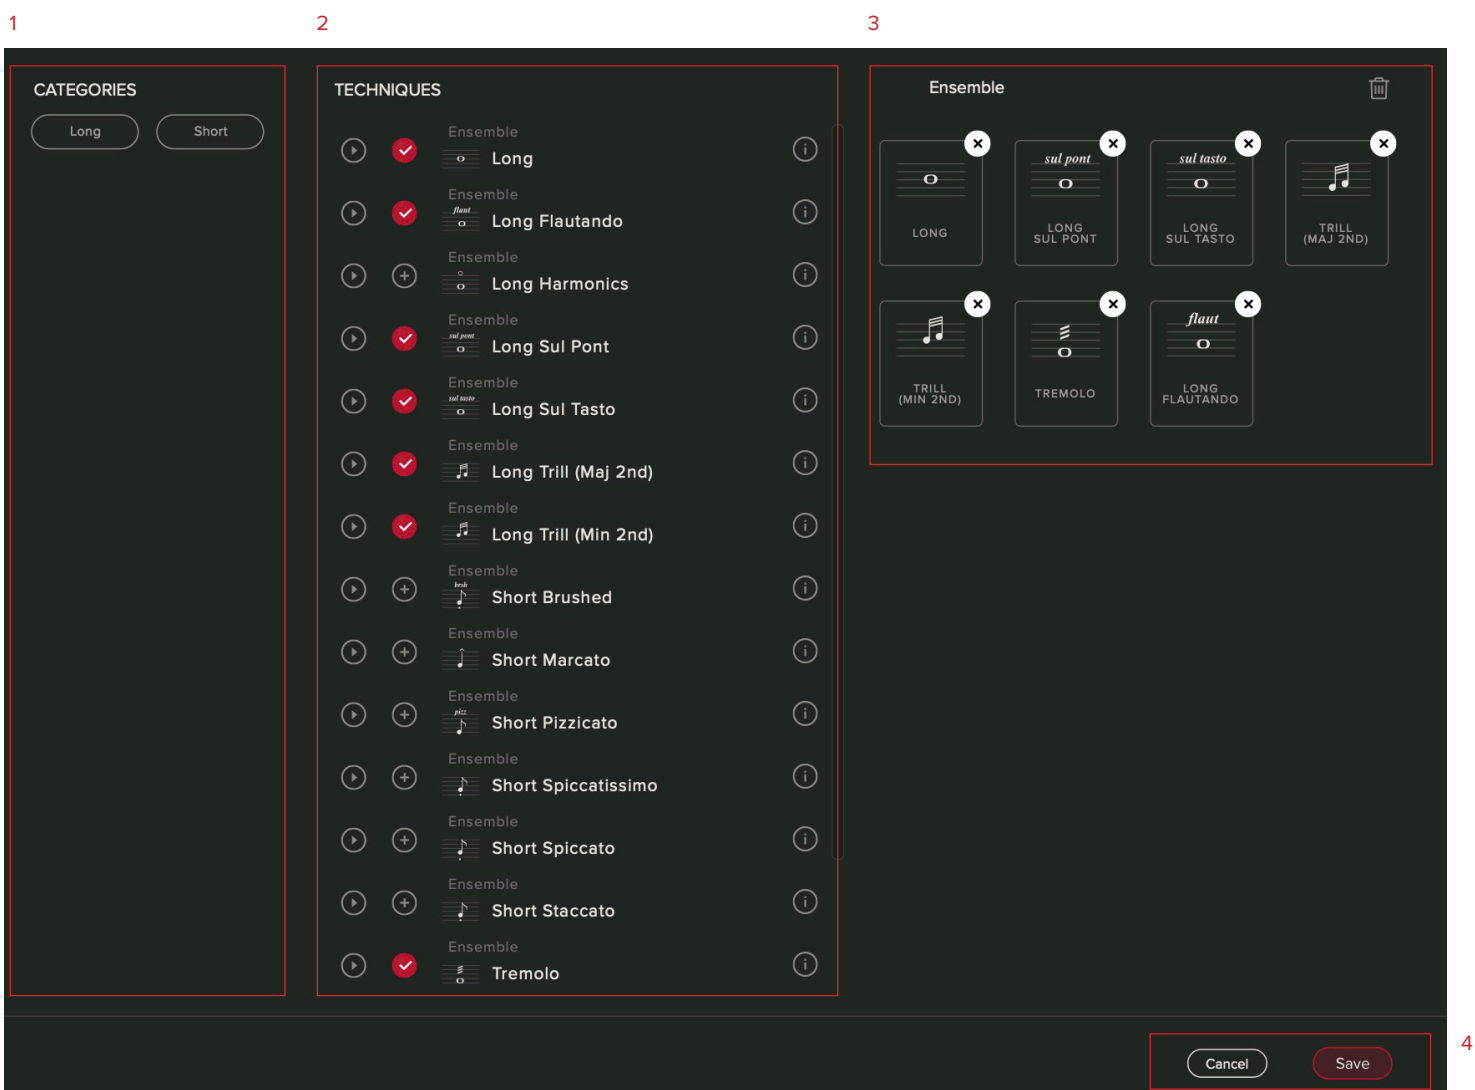 1
2
3
CATEGORIES
Long
Short
TECHNIQUES
Ensemble
Long
Ensemble
flaut
Long Flautando
Ensemble
Long Harmonics
Ensemble
sul pont
Long Sul Pont
Ensemble
sul tasto
Long Sul Tasto
Ensemble
Long Trill (Maj 2nd)
Ensemble
Long Trill (Min 2nd)
Ensemble
brsh
Short Brushed
Ensemble
Short Marcato
Ensemble
pizz
Short Pizzicato
Ensemble
Short Spiccatissimo
Ensemble
Short Spiccato
Ensemble
Short Staccato
Ensemble
Tremolo
Ensemble
LONG
sul pont
LONG
SUL PONT
sul tasto
LONG
SUL TASTO
TRILL
(MAJ 2ND)
TRILL
(MIN 2ND)
TREMOLO
flaut
LONG
FLAUTANDO
Cancel
Save
4